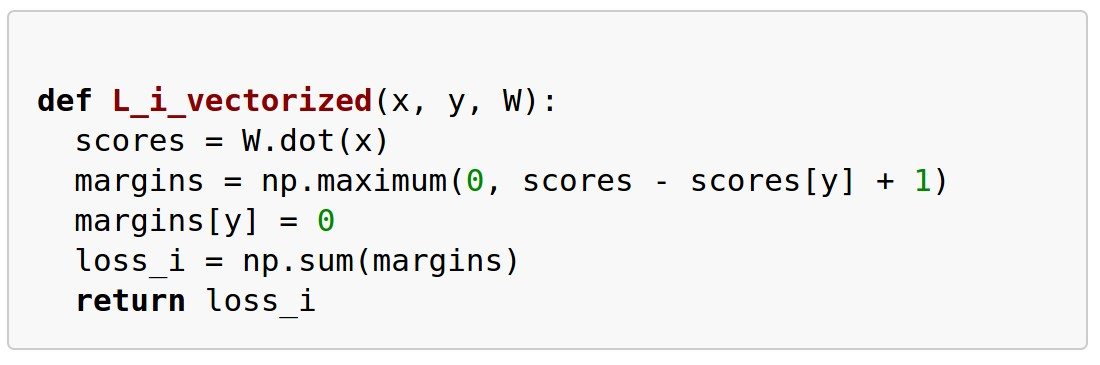 def L_i_vectorized(x, y, W):
  scores = W.dot(x)
  margins = np.maximum(0, scores - scores[y] + 1)
  margins[y] = 0
  loss_i = np.sum(margins)
  return loss_i